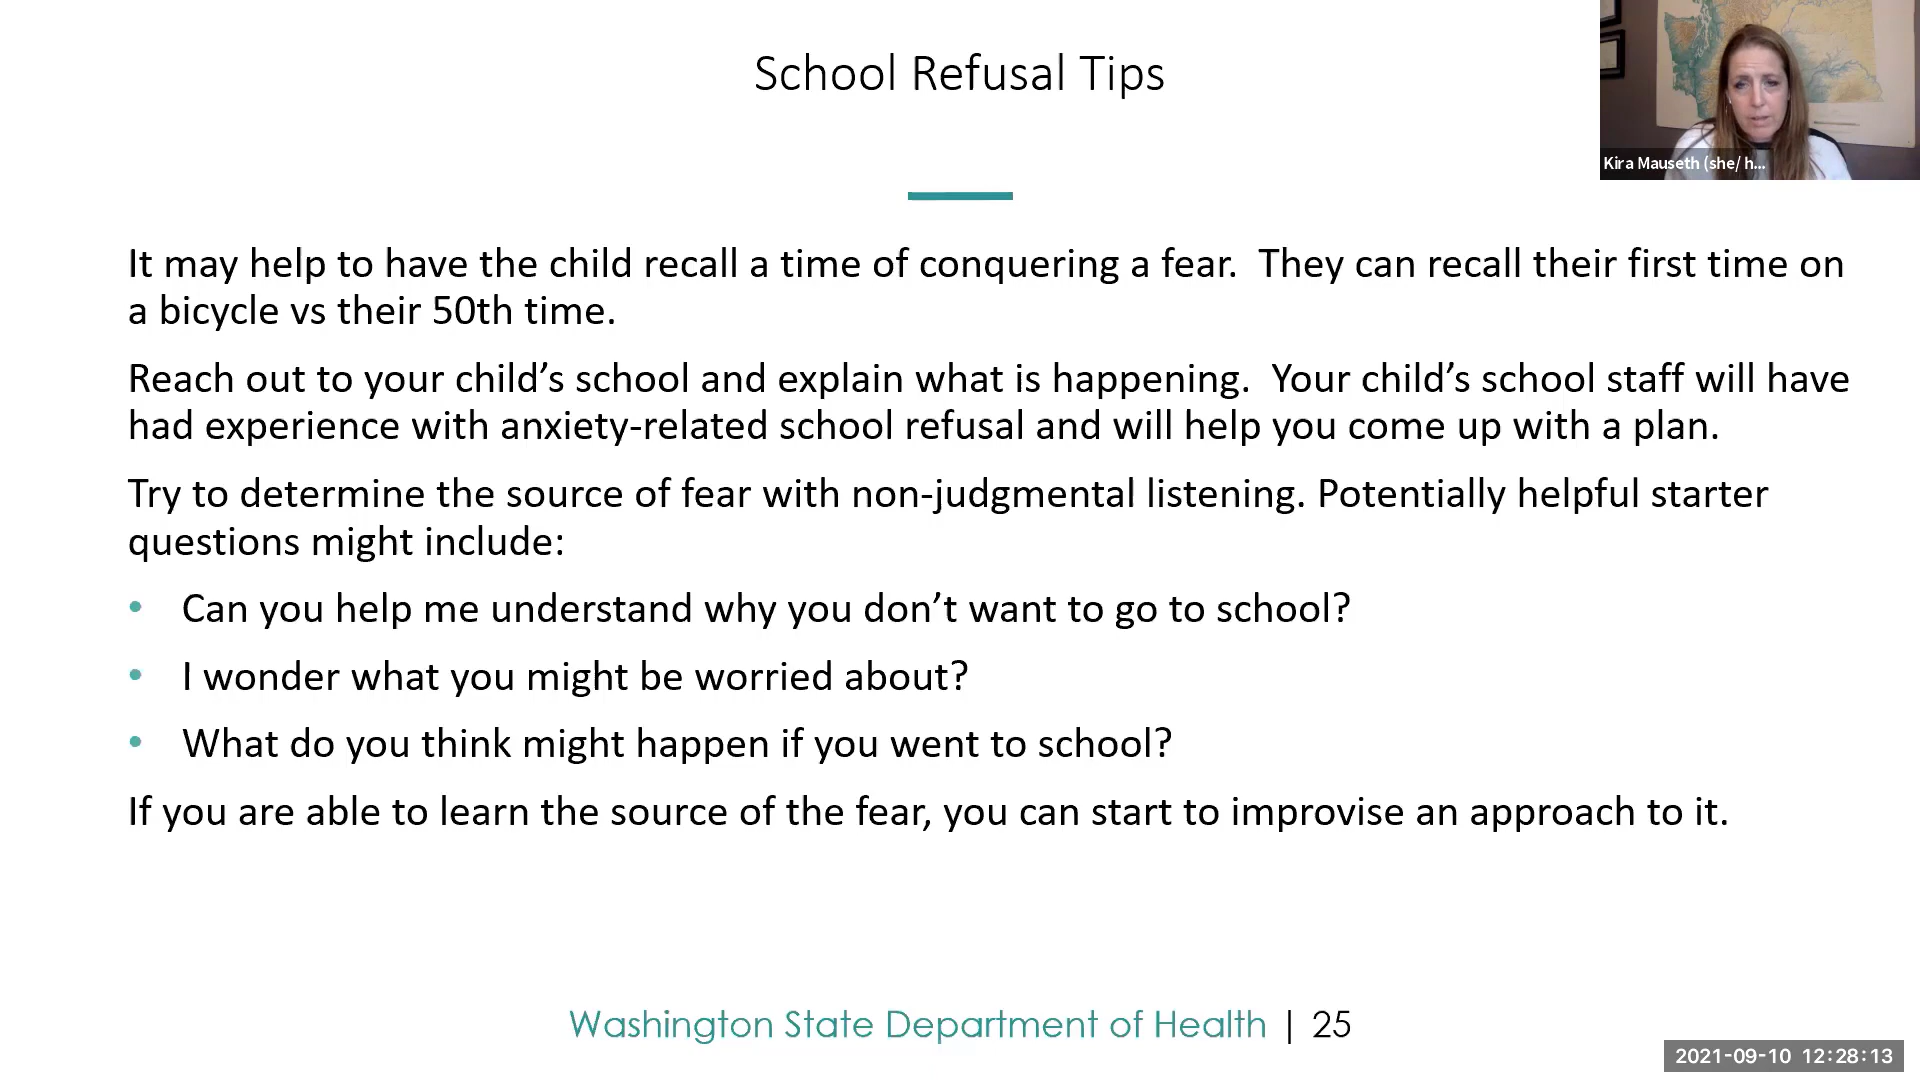 School Refusal Tips
Kira Mauseth (she/ h...
It may help to have the child recall a time of conquering a fear.  They can recall their first time on
a bicycle vs their 50th time.
Reach out to your child’s school and explain what is happening.  Your child’s school staff will have
had experience with anxiety-related school refusal and will help you come up with a plan.
Try to determine the source of fear with non-judgmental listening. Potentially helpful starter
questions might include:
• Can you help me understand why you don’t want to go to school?
• I wonder what you might be worried about?
• What do you think might happen if you went to school?
If you are able to learn the source of the fear, you can start to improvise an approach to it.
Washington State Department of Health | 25
2021-09-10 12:28:13